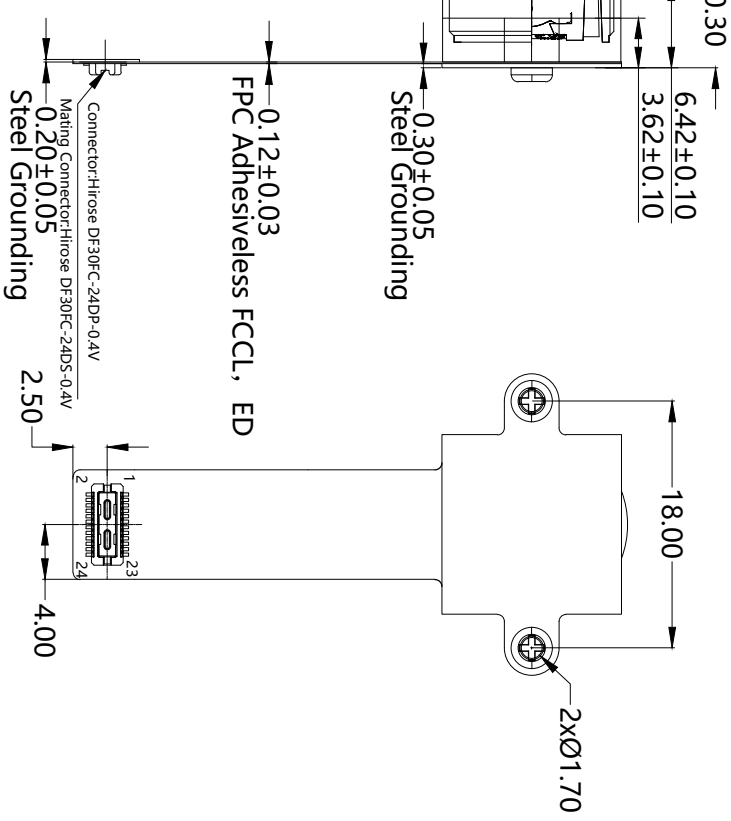 0.30
6.42±0.10
3.62±0.10
0.30±0.05
Steel Grounding
0.12±0.03
FPC Adhesiveless FCCL, ED
Connector:Hirose DF30FC-24DP-0.4V
Mating Connector:Hirose DF30FC-24DS-0.4V
0.20±0.05
Steel Grounding
18.00
2xØ1.70
2.50
4.00
1
2
23
24